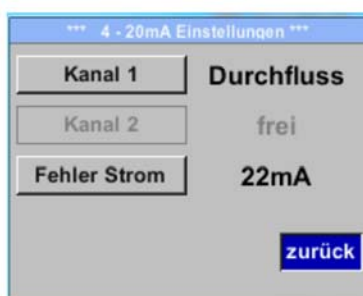 *** 4 - 20mA Einstellungen ***
Kanal 1 Durchfluss
Kanal 2 frei
Fehler Strom 22mA
zurück